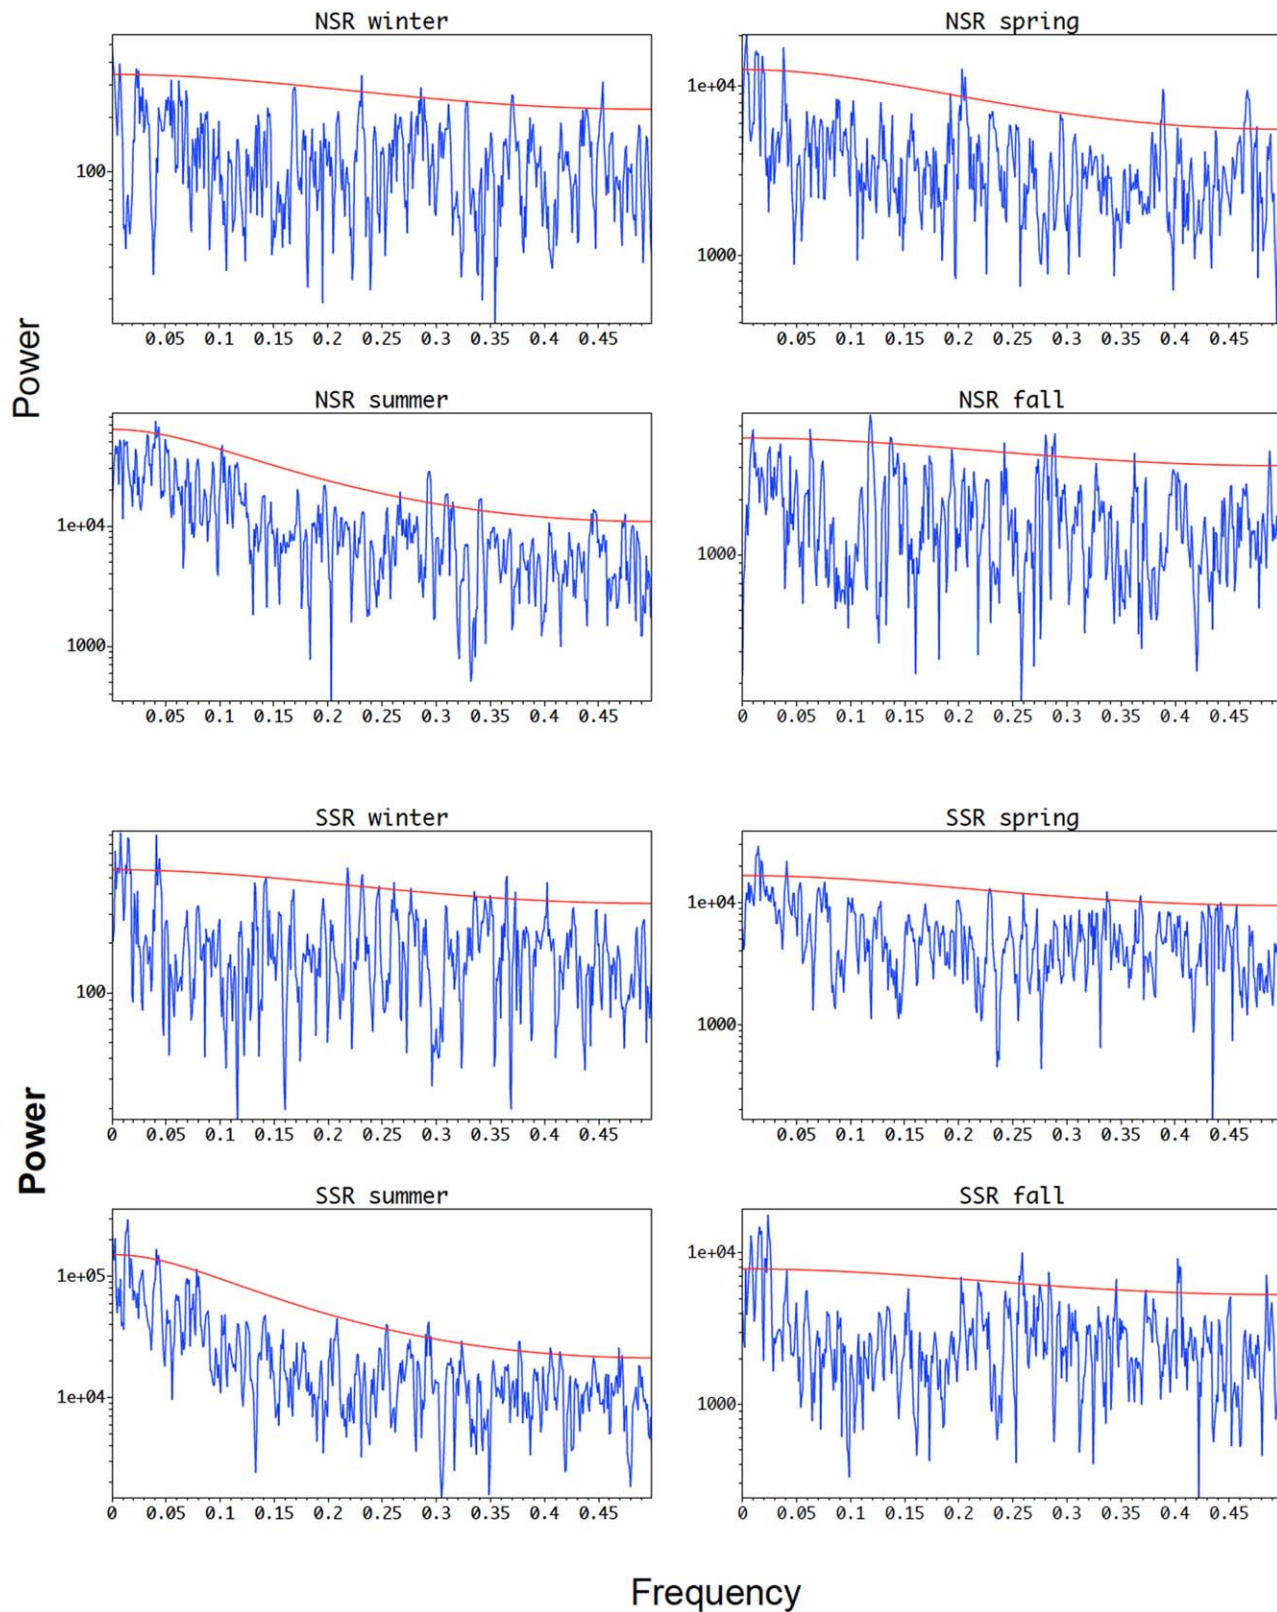 NSR winter
NSR spring
100
0.05 0.1 0.15 0.2 0.25 0.3 0.35 0.4 0.45
1e+04
1000
0.05 0.1 0.15 0.2 0.25 0.3 0.35 0.4 0.45
Power
NSR summer
NSR fall
1e+04
1000
0.05 0.1 0.15 0.2 0.25 0.3 0.35 0.4 0.45
1000
0 0.05 0.1 0.15 0.2 0.25 0.3 0.35 0.4 0.45
SSR winter
SSR spring
100
0 0.05 0.1 0.15 0.2 0.25 0.3 0.35 0.4 0.45
1e+04
1000
0.05 0.1 0.15 0.2 0.25 0.3 0.35 0.4 0.45
Power
SSR summer
SSR fall
1e+05
1e+04
0 0.05 0.1 0.15 0.2 0.25 0.3 0.35 0.4 0.45
1e+04
1000
0 0.05 0.1 0.15 0.2 0.25 0.3 0.35 0.4 0.45
Frequency